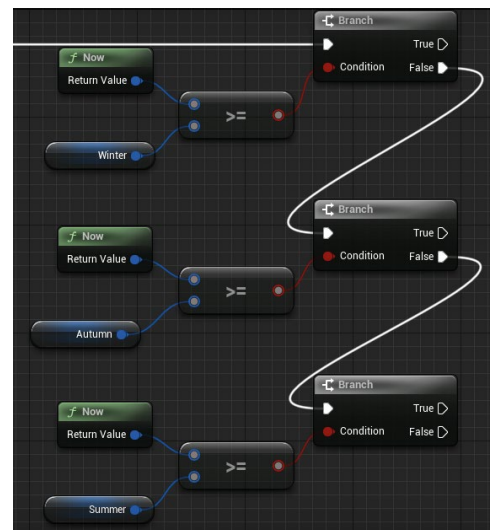 Branch
f Now
True
Return Value
Condition
False
>=
Winter
Branch
f Now
True
Return Value
Condition
False
>=
Autumn
Branch
f Now
True
Return Value
Condition
False
>=
Summer